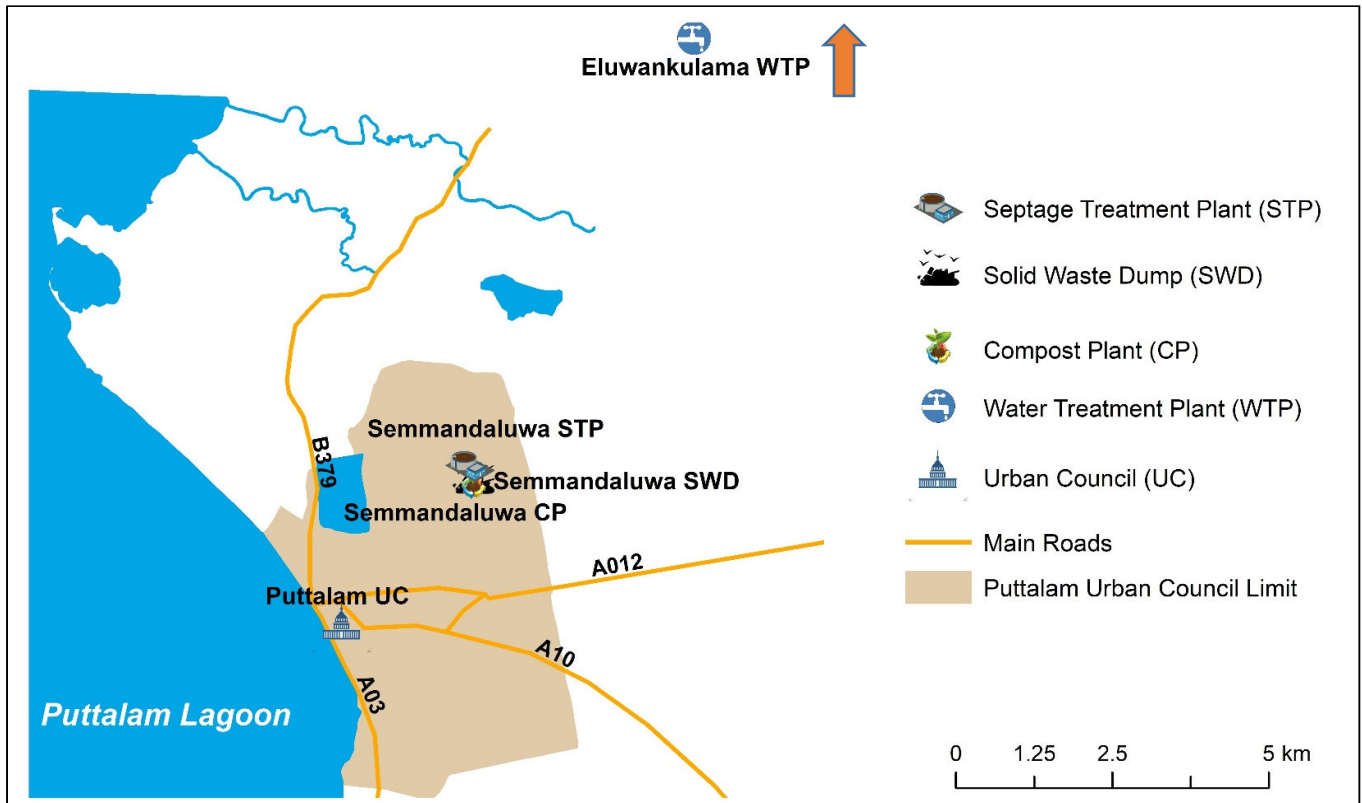 Eluwankulama WTP
Septage Treatment Plant (STP)
Solid Waste Dump (SWD)
Compost Plant (CP)
Water Treatment Plant (WTP)
Urban Council (UC)
Main Roads
Puttalam Urban Council Limit
B379
Semmandaluwa STP
Semmandaluwa SWD
Semmandaluwa CP
A012
Puttalam UC
A10
A03
Puttalam Lagoon
0 1.25 2.5 5 km